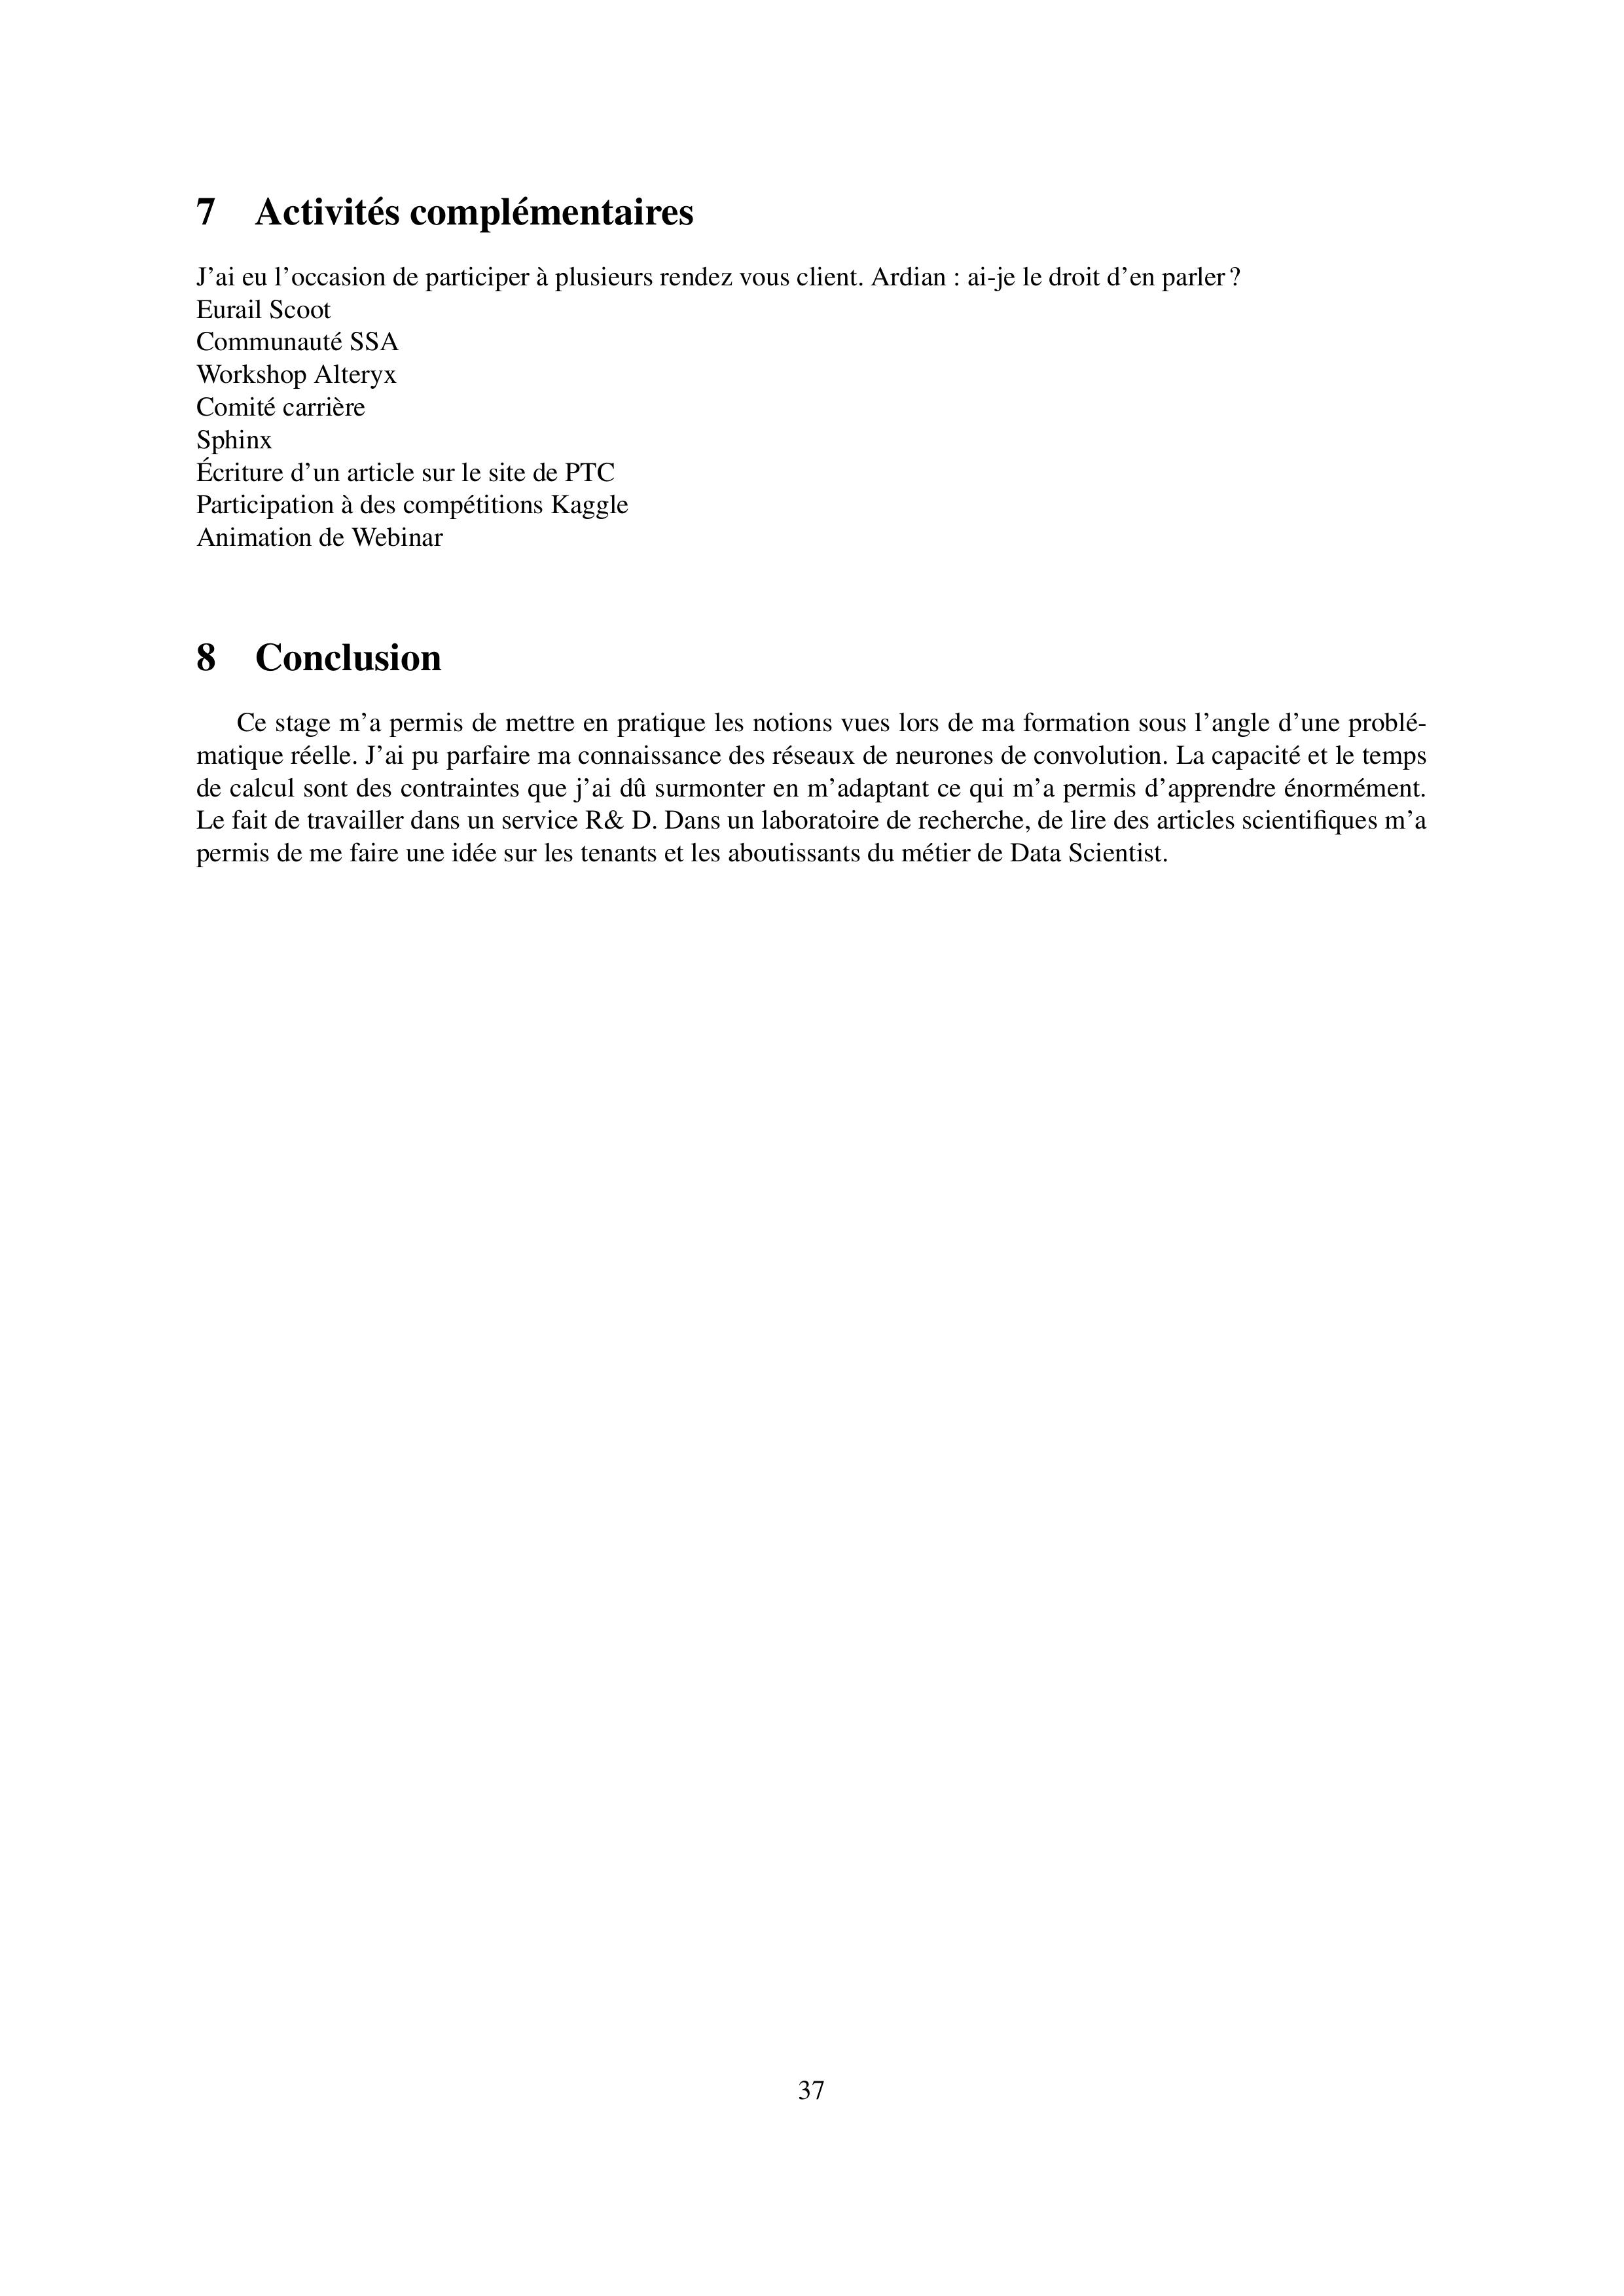 7 Activités complémentaires
J'ai eu l'occasion de participer à plusieurs rendez vous client. Ardian : ai-je le droit d'en parler ?
Eurail Scoot
Communauté SSA
Workshop Alteryx
Comité carrière
Sphinx
Écriture d'un article sur le site de PTC
Participation à des compétitions Kaggle
Animation de Webinar
8 Conclusion
Ce stage m'a permis de mettre en pratique les notions vues lors de ma formation sous l'angle d'une problé-
matique réelle. J'ai pu parfaire ma connaissance des réseaux de neurones de convolution. La capacité et le temps
de calcul sont des contraintes que j'ai dû surmonter en m'adaptant ce qui m'a permis d'apprendre énormément.
Le fait de travailler dans un service R& D. Dans un laboratoire de recherche, de lire des articles scientifiques m'a
permis de me faire une idée sur les tenants et les aboutissants du métier de Data Scientist.
37